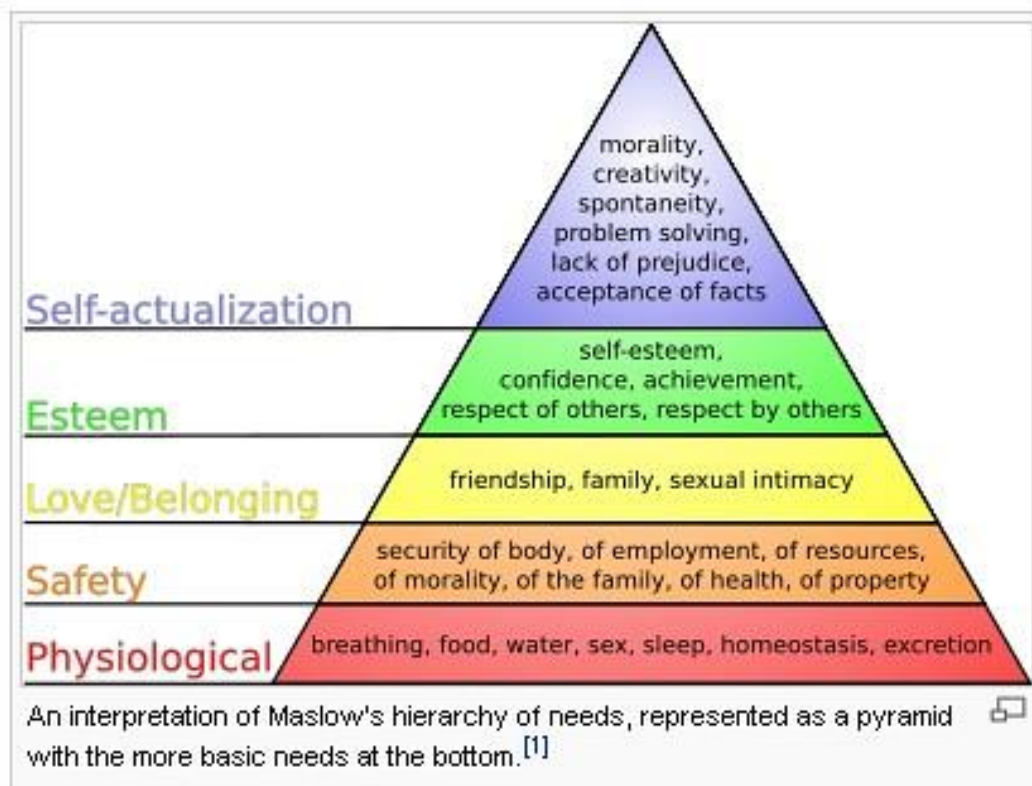 morality,
creativity,
spontaneity,
problem solving,
lack of prejudice,
acceptance of facts
Self-actualization
self-esteem,
confidence, achievement,
respect of others, respect by others
Esteem
friendship, family, sexual intimacy
Love/Belonging
security of body, of employment, of resources,
of morality, of the family, of health, of property
Safety
breathing, food, water, sex, sleep, homeostasis, excretion
Physiological
An interpretation of Maslow's hierarchy of needs, represented as a pyramid
with the more basic needs at the bottom.[1]